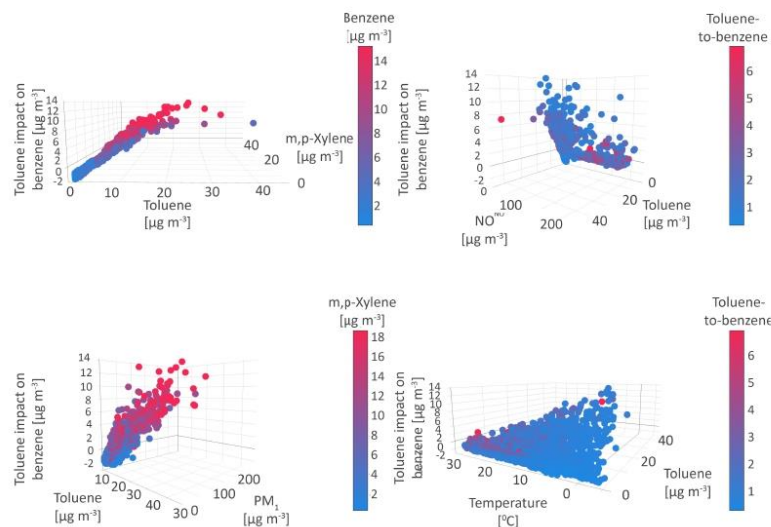 Benzene
[µg m⁻³]
14
12
10
8
6
4
2
0
-2
Toluene impact on
benzene [µg m⁻³]
0
10
20
30
40
Toluene
[µg m⁻³]
40
20
0
m,p-Xylene
[µg m⁻³]
14
12
10
8
6
4
2
Toluene-
to-benzene
14
12
10
8
6
4
2
0
-2
Toluene impact on
benzene [µg m⁻³]
100
200
NO
[µg m⁻³]
40
20
0
Toluene
[µg m⁻³]
6
5
4
3
2
1
m,p-Xylene
[µg m⁻³]
14
12
10
8
6
4
2
0
-2
Toluene impact on
benzene [µg m⁻³]
10
20
30
40
Toluene
[µg m⁻³]
0
100
200
PM₁
[µg m⁻³]
18
16
14
12
10
8
6
4
2
Toluene-
to-benzene
14
12
10
8
6
4
2
0
-2
Toluene impact on
benzene [µg m⁻³]
30
20
10
0
Temperature
[⁰C]
0
20
40
Toluene
[µg m⁻³]
6
5
4
3
2
1